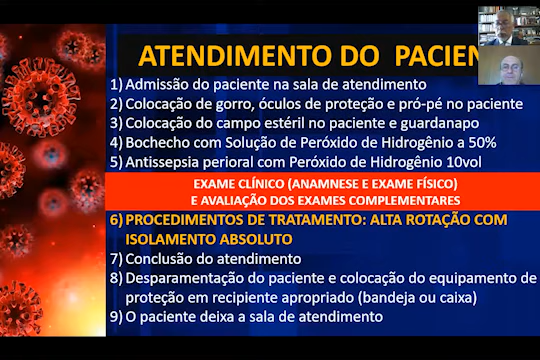 ATENDIMENTO DO PACIEN
1) Admissão do paciente na sala de atendimento
2) Colocação de gorro, óculos de proteção e pró-pé no paciente
3) Colocação do campo estéril no paciente e guardanapo
4) Bochecho com Solução de Peróxido de Hidrogênio a 50%
5) Antissepsia perioral com Peróxido de Hidrogênio 10vol
EXAME CLÍNICO (ANAMNESE E EXAME FÍSICO)
E AVALIAÇÃO DOS EXAMES COMPLEMENTARES
6) PROCEDIMENTOS DE TRATAMENTO: ALTA ROTAÇÃO COM
ISOLAMENTO ABSOLUTO
7) Conclusão do atendimento
8) Desparamentação do paciente e colocação do equipamento de
proteção em recipiente apropriado (bandeja ou caixa)
9) O paciente deixa a sala de atendimento